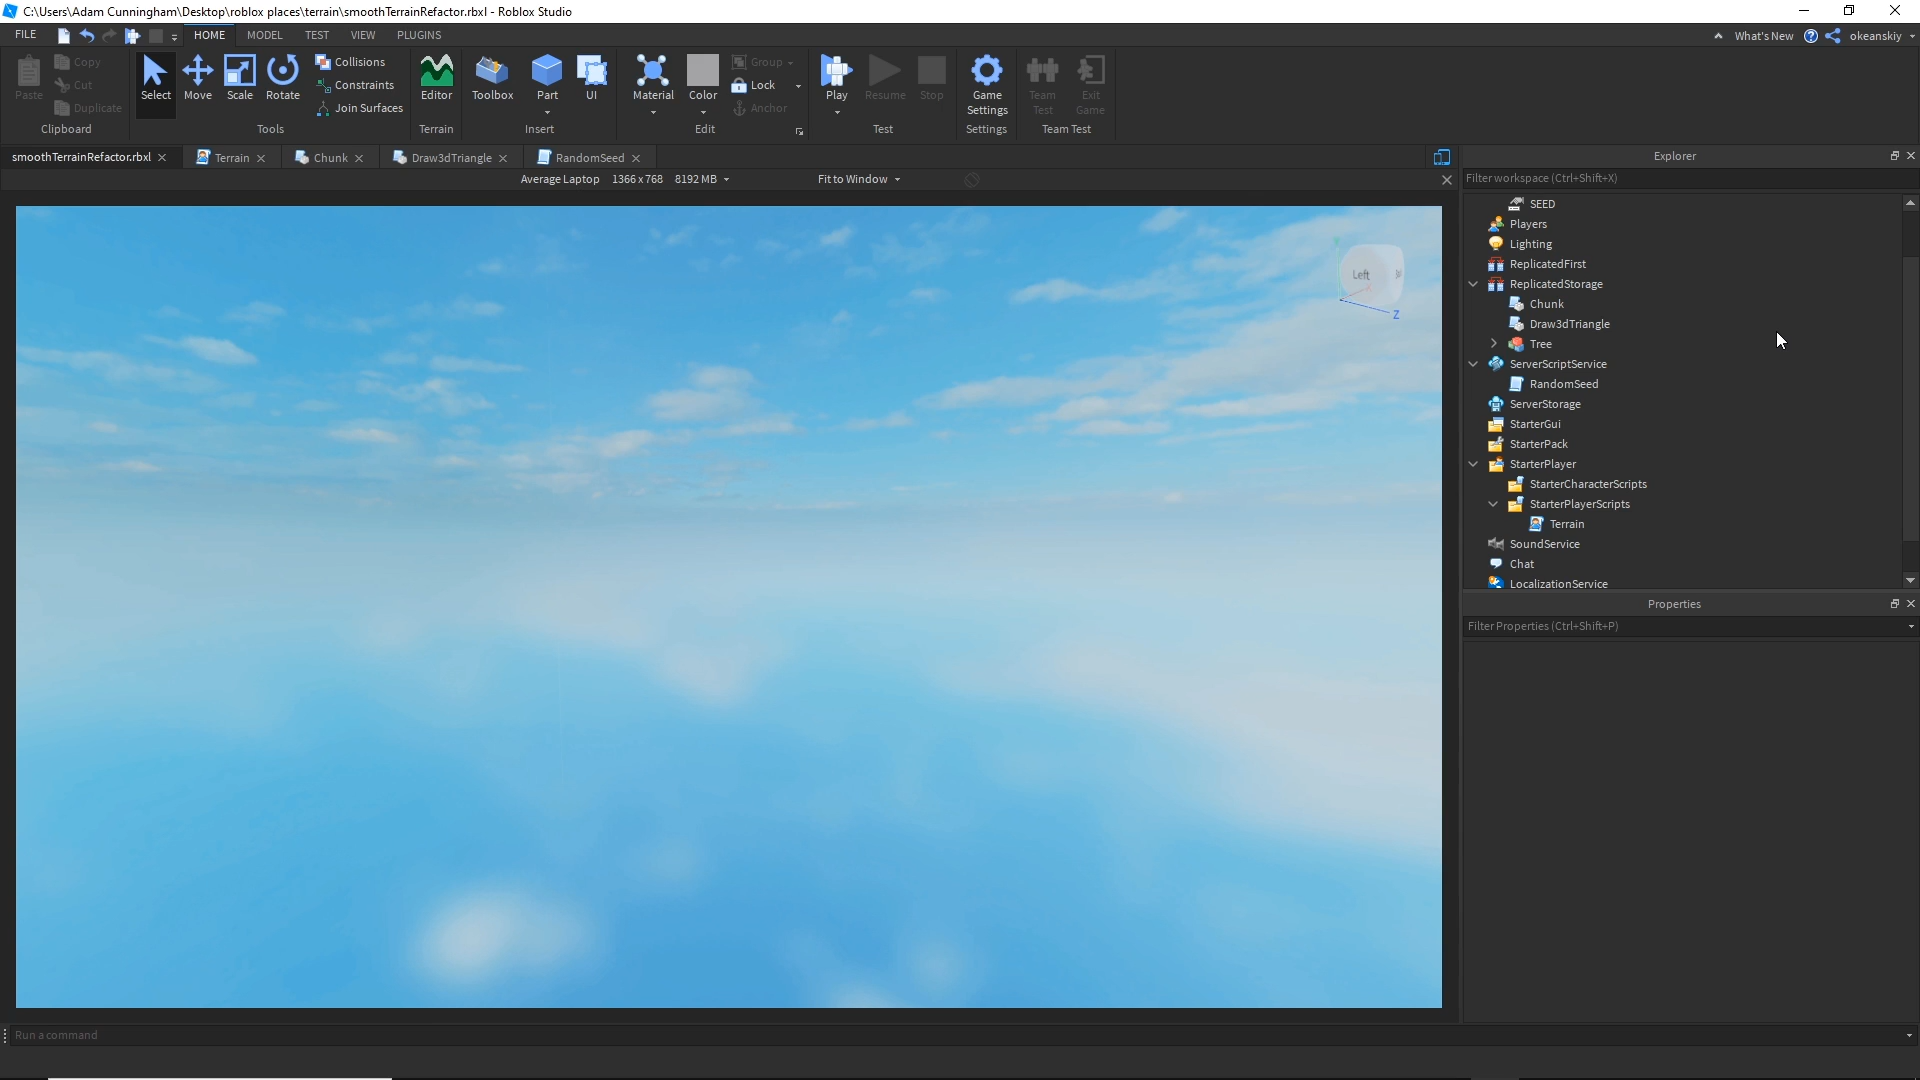 C:\Users\Adam Cunningham\Desktop\roblox places\terrain\smoothTerrainRefactor.rbxl - Roblox Studio
FILE HOME MODEL TEST VIEW PLUGINS What's New okeanskiy
Paste
Copy
Cut
Duplicate
Clipboard
Select Move Scale Rotate
Collisions
Constraints
Join Surfaces
Tools
Editor
Terrain
Toolbox Part UI
Insert
Material Color
Group
Lock
Anchor
Edit
Play Resume Stop
Test
Game
Settings
Settings
Team
Test
Exit
Game
Team Test
smoothTerrainRefactor.rbxl Terrain Chunk Draw3dTriangle RandomSeed
Average Laptop 1366 x 768 8192 MB Fit to Window
Left
Z
Explorer
Filter workspace (Ctrl+Shift+X)
SEED
Players
Lighting
ReplicatedFirst
ReplicatedStorage
Chunk
Draw3dTriangle
Tree
ServerScriptService
RandomSeed
ServerStorage
StarterGui
StarterPack
StarterPlayer
StarterCharacterScripts
StarterPlayerScripts
Terrain
SoundService
Chat
LocalizationService
Properties
Filter Properties (Ctrl+Shift+P)
Run a command